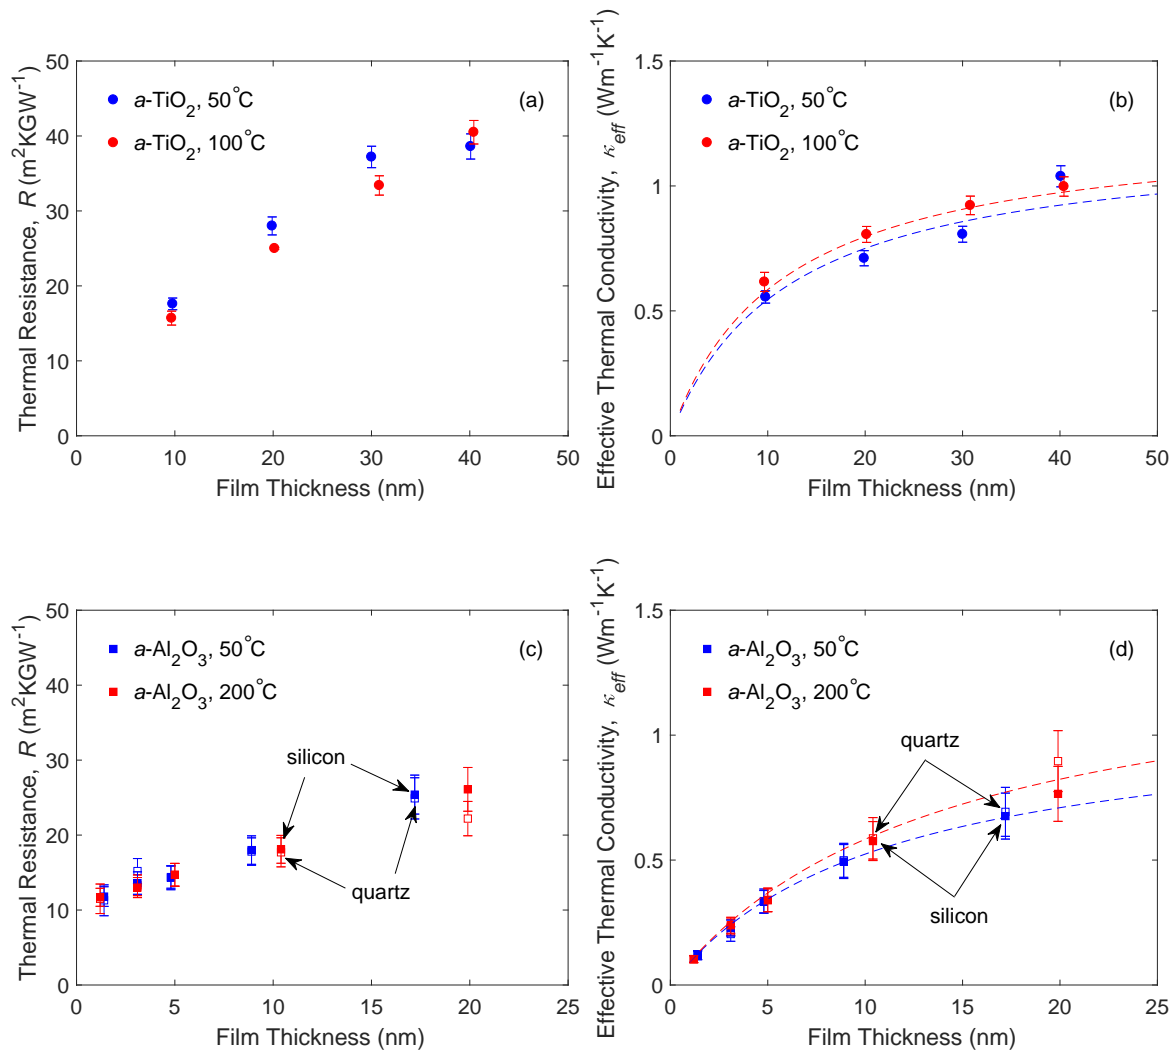 Thermal Resistance, R (m²KGW⁻¹)
50
40
30
20
10
0
a-TiO₂, 50°C
a-TiO₂, 100°C
(a)
0 10 20 30 40 50
Film Thickness (nm)
Effective Thermal Conductivity, κeff (Wm⁻¹K⁻¹)
1.5
1
0.5
0
a-TiO₂, 50°C
a-TiO₂, 100°C
(b)
0 10 20 30 40 50
Film Thickness (nm)
Thermal Resistance, R (m²KGW⁻¹)
50
40
30
20
10
0
a-Al₂O₃, 50°C
a-Al₂O₃, 200°C
(c)
silicon
quartz
0 5 10 15 20 25
Film Thickness (nm)
Effective Thermal Conductivity, κeff (Wm⁻¹K⁻¹)
1.5
1
0.5
0
a-Al₂O₃, 50°C
a-Al₂O₃, 200°C
(d)
quartz
silicon
0 5 10 15 20 25
Film Thickness (nm)